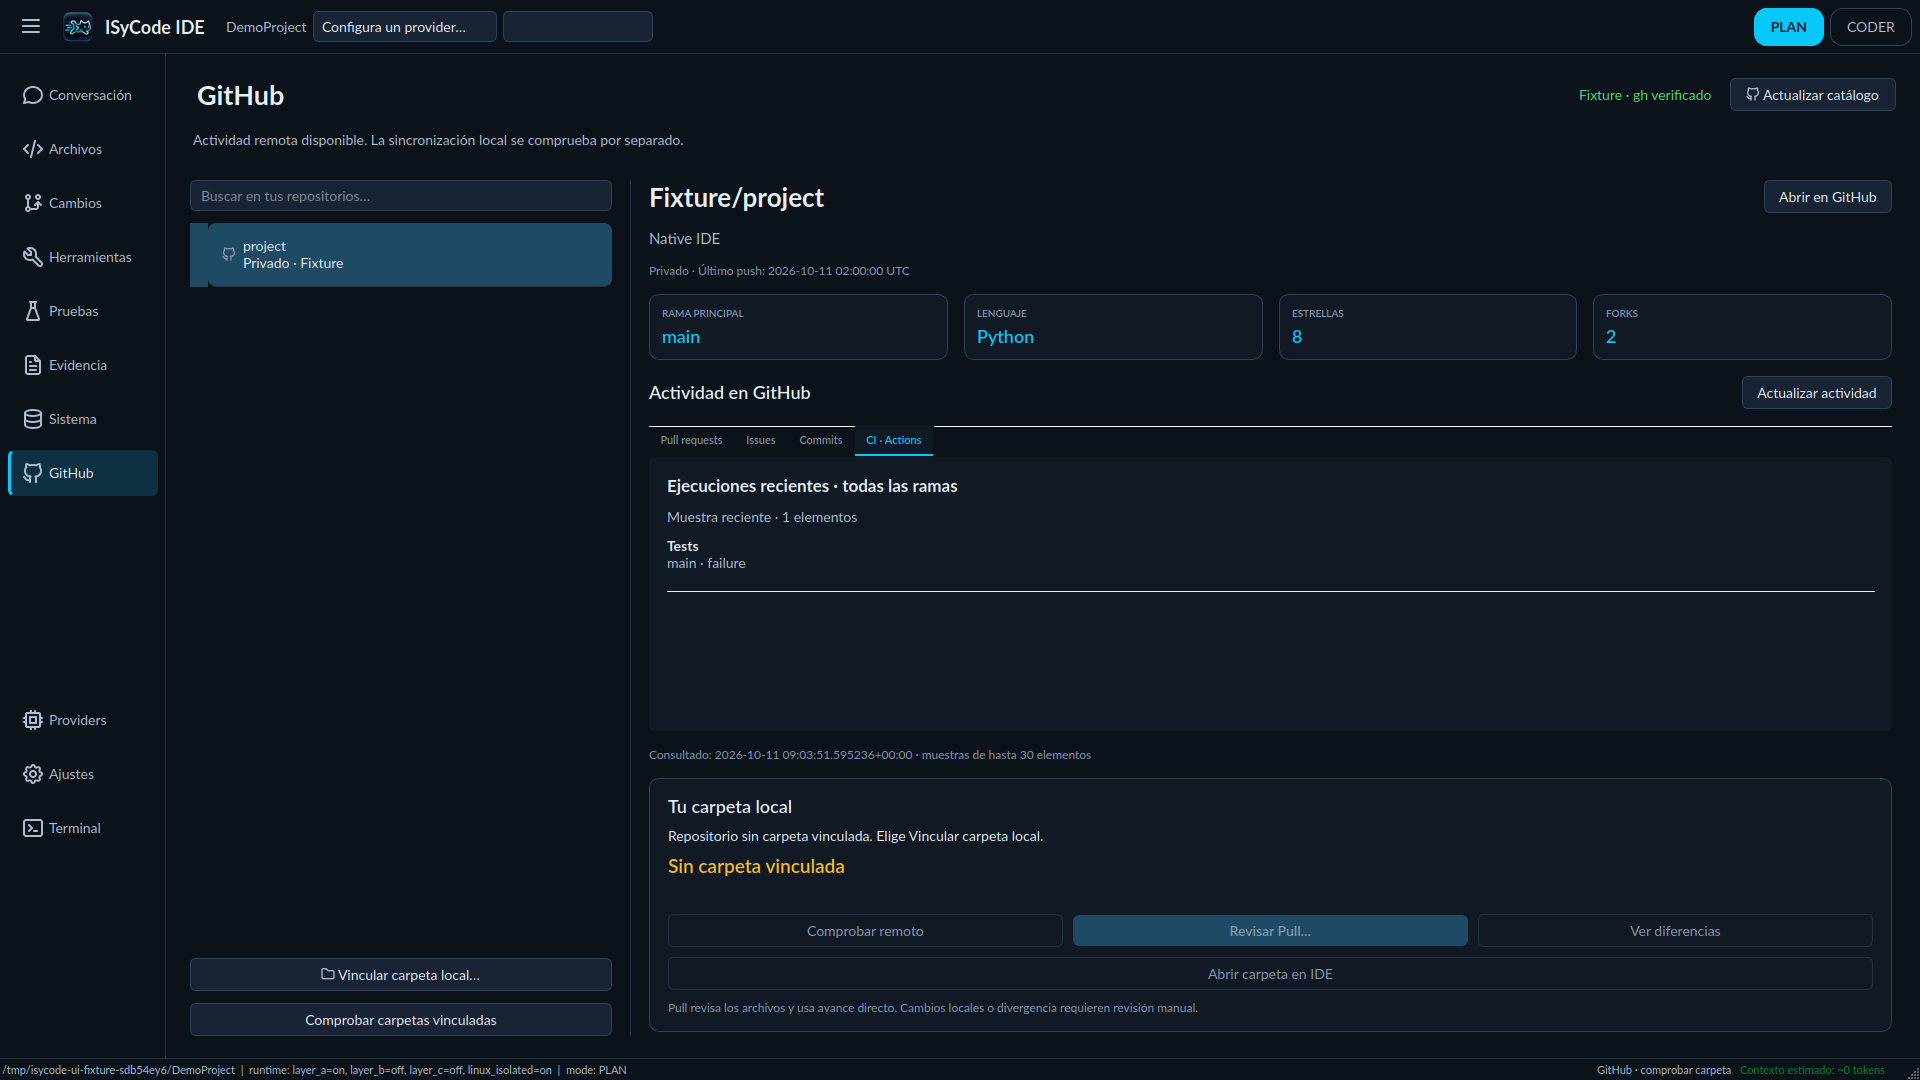 ISyCode IDE
DemoProject
Configura un provider...
PLAN
CODER
Conversación
Archivos
Cambios
Herramientas
Pruebas
Evidencia
Sistema
GitHub
Providers
Ajustes
Terminal
GitHub
Fixture · gh verificado
Actualizar catálogo
Actividad remota disponible. La sincronización local se comprueba por separado.
Buscar en tus repositorios...
project
Privado · Fixture
Vincular carpeta local...
Comprobar carpetas vinculadas
Fixture/project
Abrir en GitHub
Native IDE
Privado · Último push: 2026-10-11 02:00:00 UTC
RAMA PRINCIPAL
main
LENGUAJE
Python
ESTRELLAS
8
FORKS
2
Actividad en GitHub
Actualizar actividad
Pull requests
Issues
Commits
CI · Actions
Ejecuciones recientes · todas las ramas
Muestra reciente · 1 elementos
Tests
main · failure
Consultado: 2026-10-11 09:03:51.595236+00:00 · muestras de hasta 30 elementos
Tu carpeta local
Repositorio sin carpeta vinculada. Elige Vincular carpeta local.
Sin carpeta vinculada
Comprobar remoto
Revisar Pull...
Ver diferencias
Abrir carpeta en IDE
Pull revisa los archivos y usa avance directo. Cambios locales o divergencia requieren revisión manual.
/tmp/isycode-ui-fixture-sdb54ey6/DemoProject | runtime: layer_a=on, layer_b=off, layer_c=off, linux_isolated=on | mode: PLAN
GitHub · comprobar carpeta
Contexto estimado: ~0 tokens